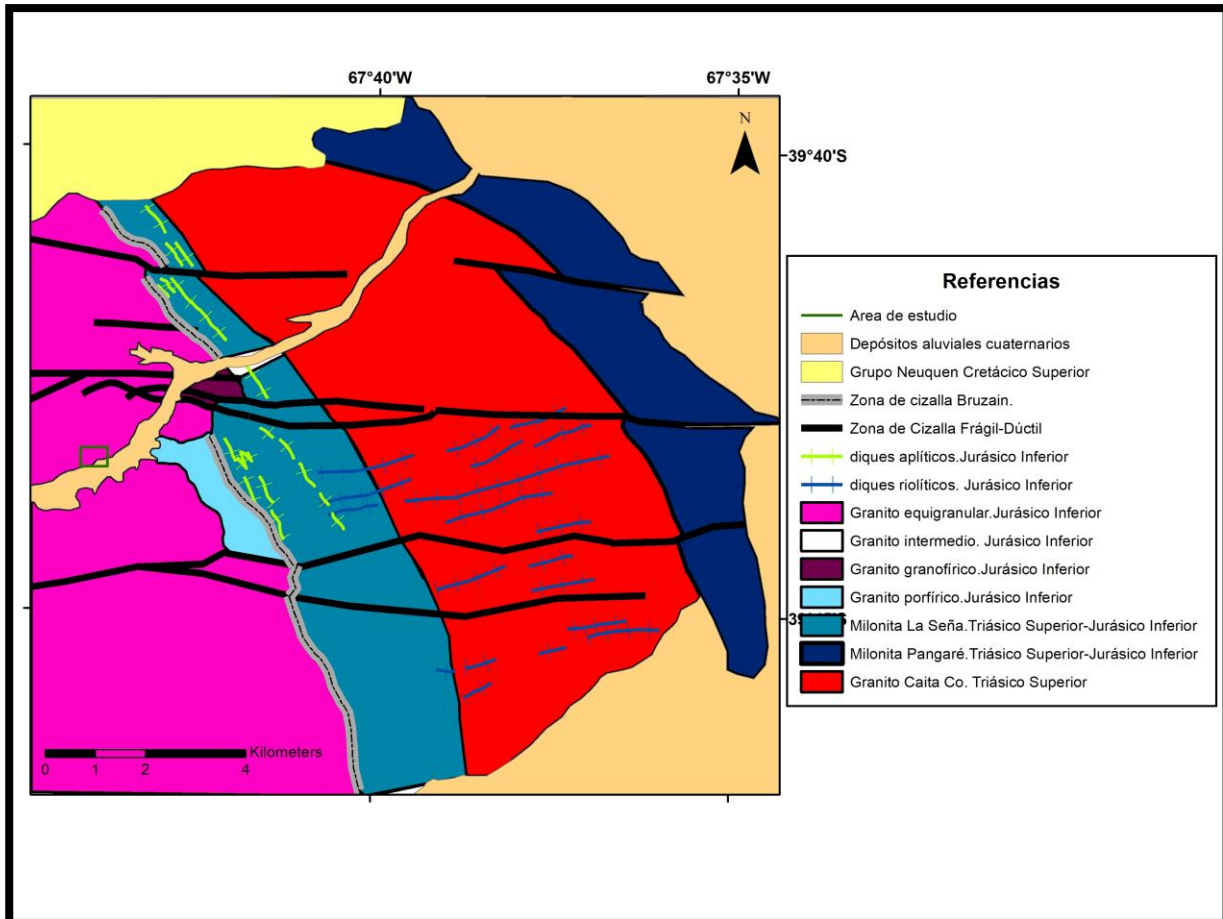 67°40'W
67°35'W
N
39°40'S
Referencias
Area de estudio
Depósitos aluviales cuaternarios
Grupo Neuquen Cretácico Superior
Zona de cizalla Bruzain.
Zona de Cizalla Frágil-Dúctil
diques aplíticos.Jurásico Inferior
diques riolíticos. Jurásico Inferior
Granito equigranular.Jurásico Inferior
Granito intermedio. Jurásico Inferior
Granito granofírico.Jurásico Inferior
Granito porfírico.Jurásico Inferior
Milonita La Seña.Triásico Superior-Jurásico Inferior
Milonita Pangaré.Triásico Superior-Jurásico Inferior
Granito Caita Co. Triásico Superior
Kilometers
0 1 2 4